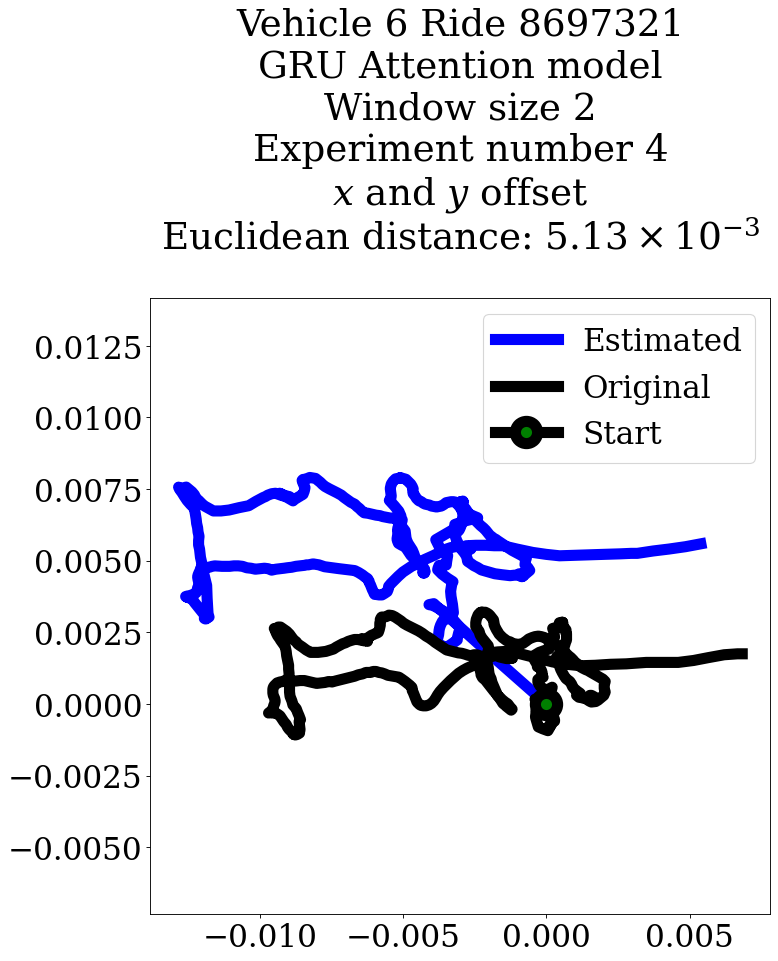 Vehicle 6 Ride 8697321
GRU Attention model
Window size 2
Experiment number 4
x and y offset
Euclidean distance: 5.13 × 10⁻³
Estimated
Original
Start
0.0125
0.0100
0.0075
0.0050
0.0025
0.0000
−0.0025
−0.0050
−0.010 −0.005 0.000 0.005